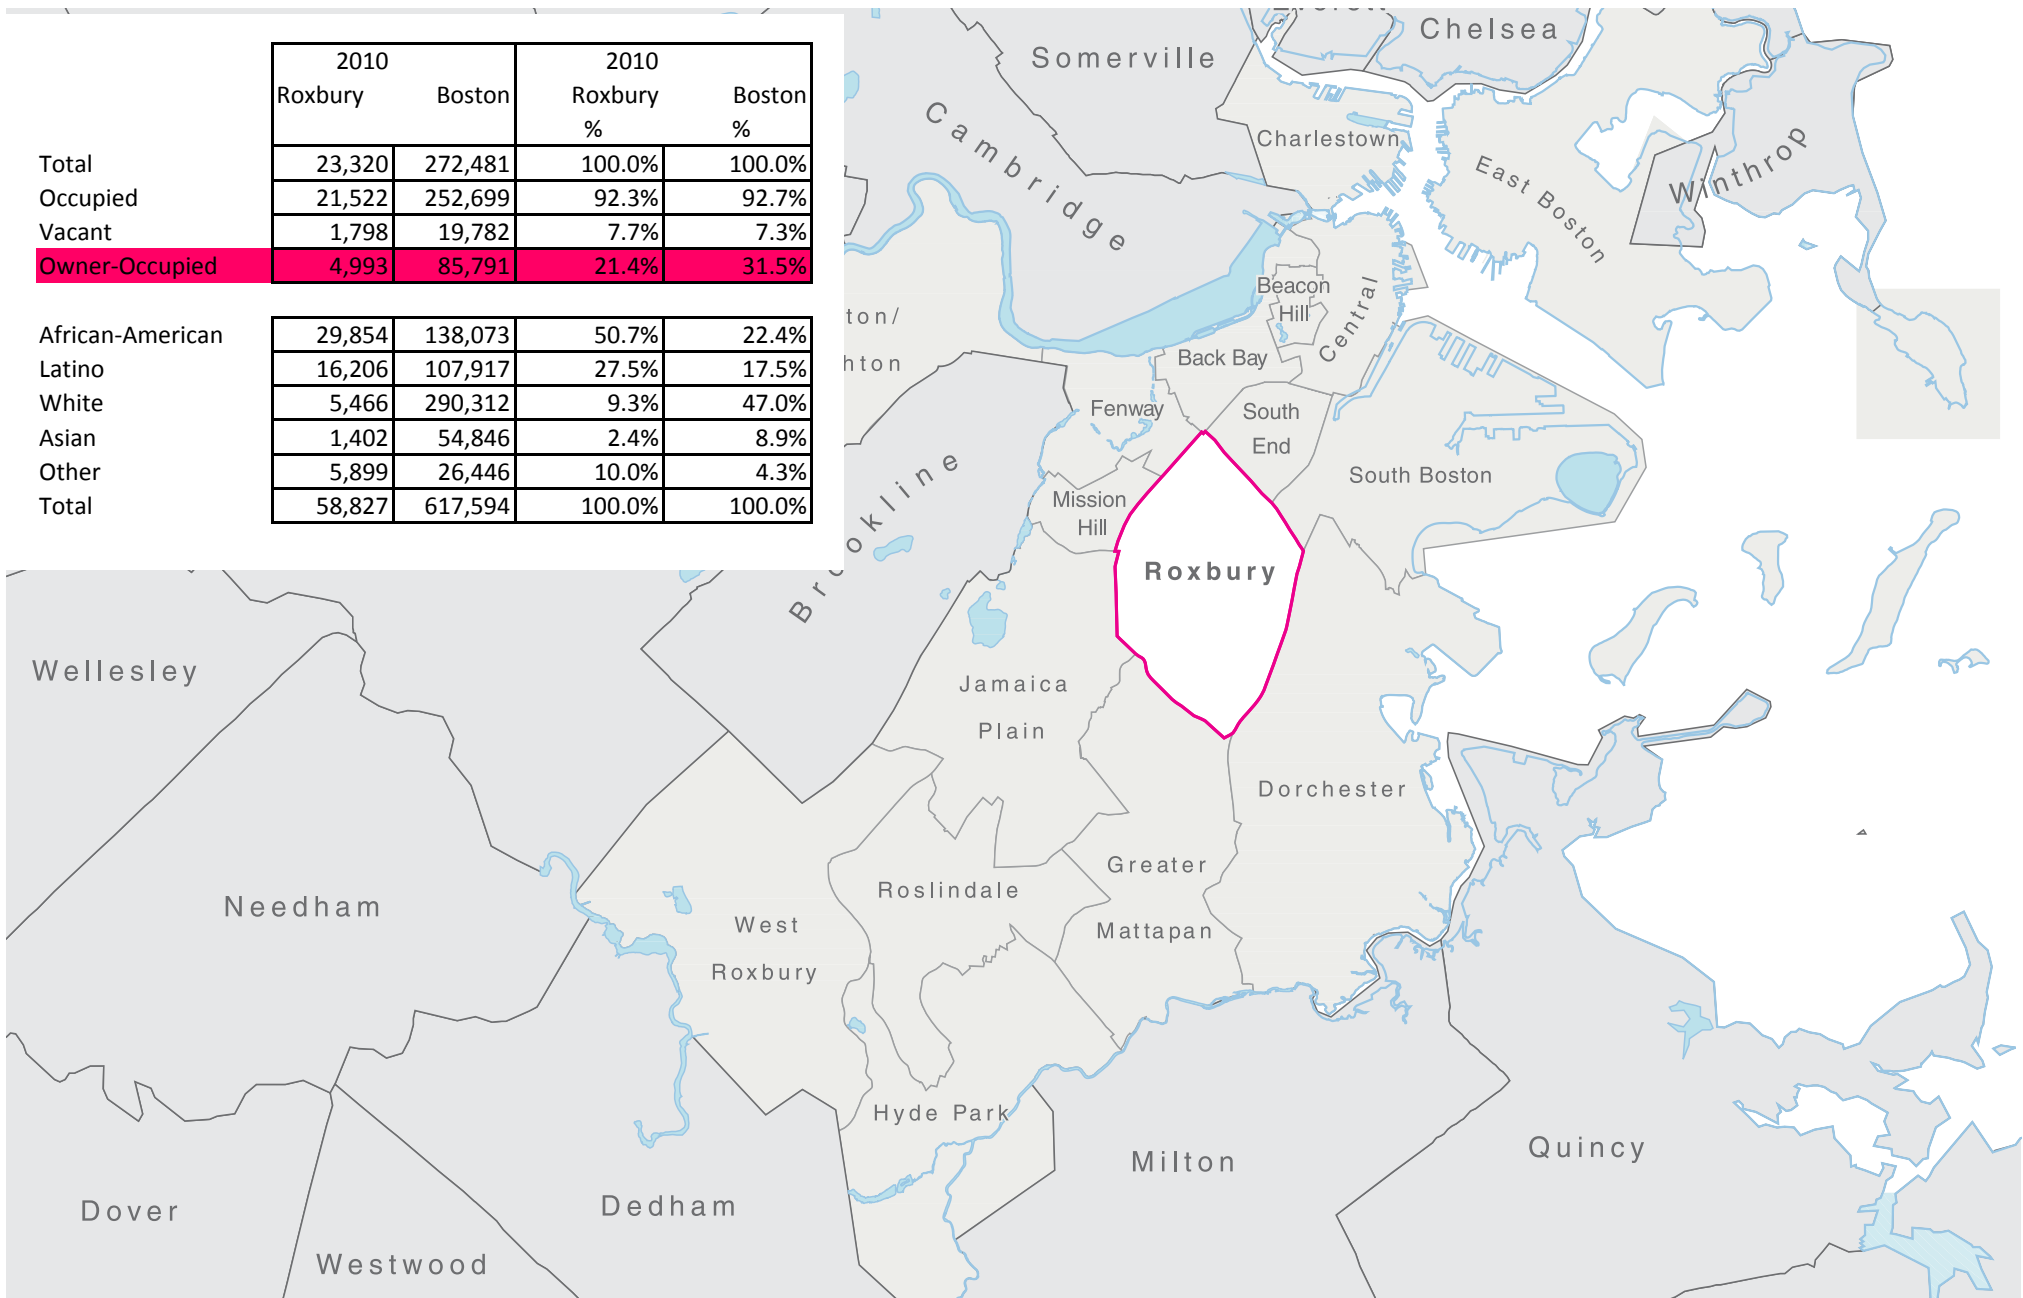 2010 2010
Roxbury Boston Roxbury Boston
% %
Total 23,320 272,481 100.0% 100.0%
Occupied 21,522 252,699 92.3% 92.7%
Vacant 1,798 19,782 7.7% 7.3%
Owner-Occupied 4,993 85,791 21.4% 31.5%
African-American 29,854 138,073 50.7% 22.4%
Latino 16,206 107,917 27.5% 17.5%
White 5,466 290,312 9.3% 47.0%
Asian 1,402 54,846 2.4% 8.9%
Other 5,899 26,446 10.0% 4.3%
Total 58,827 617,594 100.0% 100.0%
Everett
Chelsea
Somerville
Cambridge
Charlestown
East Boston
Winthrop
Beacon
Hill
Central
ton/
hton
Back Bay
Fenway
South
End
South Boston
Brookline
Mission
Hill
Roxbury
Wellesley
Jamaica
Plain
Dorchester
Greater
Mattapan
Roslindale
Needham
West
Roxbury
Hyde Park
Milton
Quincy
Dover
Dedham
Westwood